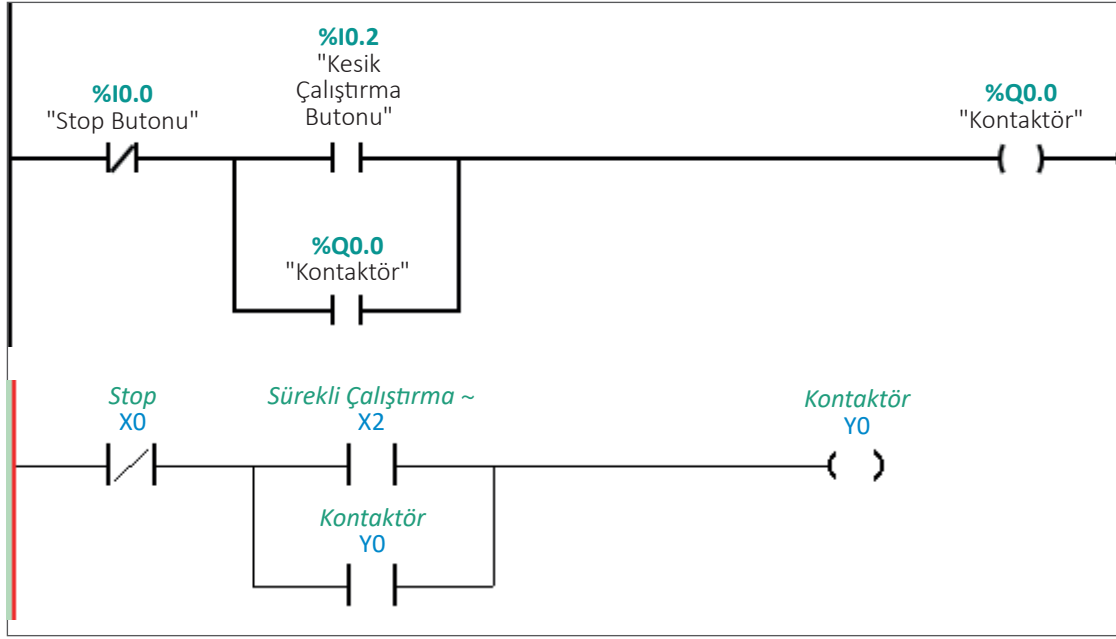 %I0.2
"Kesik
Çalıştırma
Butonu"
%I0.0
"Stop Butonu"
%Q0.0
"Kontaktör"
%Q0.0
"Kontaktör"
Stop
X0
Sürekli Çalıştırma ~
X2
Kontaktör
Y0
Kontaktör
Y0